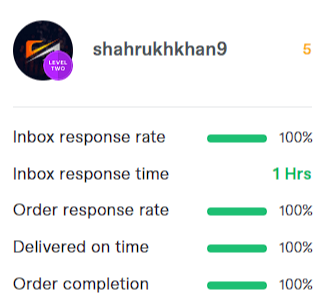 LEVEL
TWO
shahrukhkhan9 5
Inbox response rate 100%
Inbox response time 1 Hrs
Order response rate 100%
Delivered on time 100%
Order completion 100%